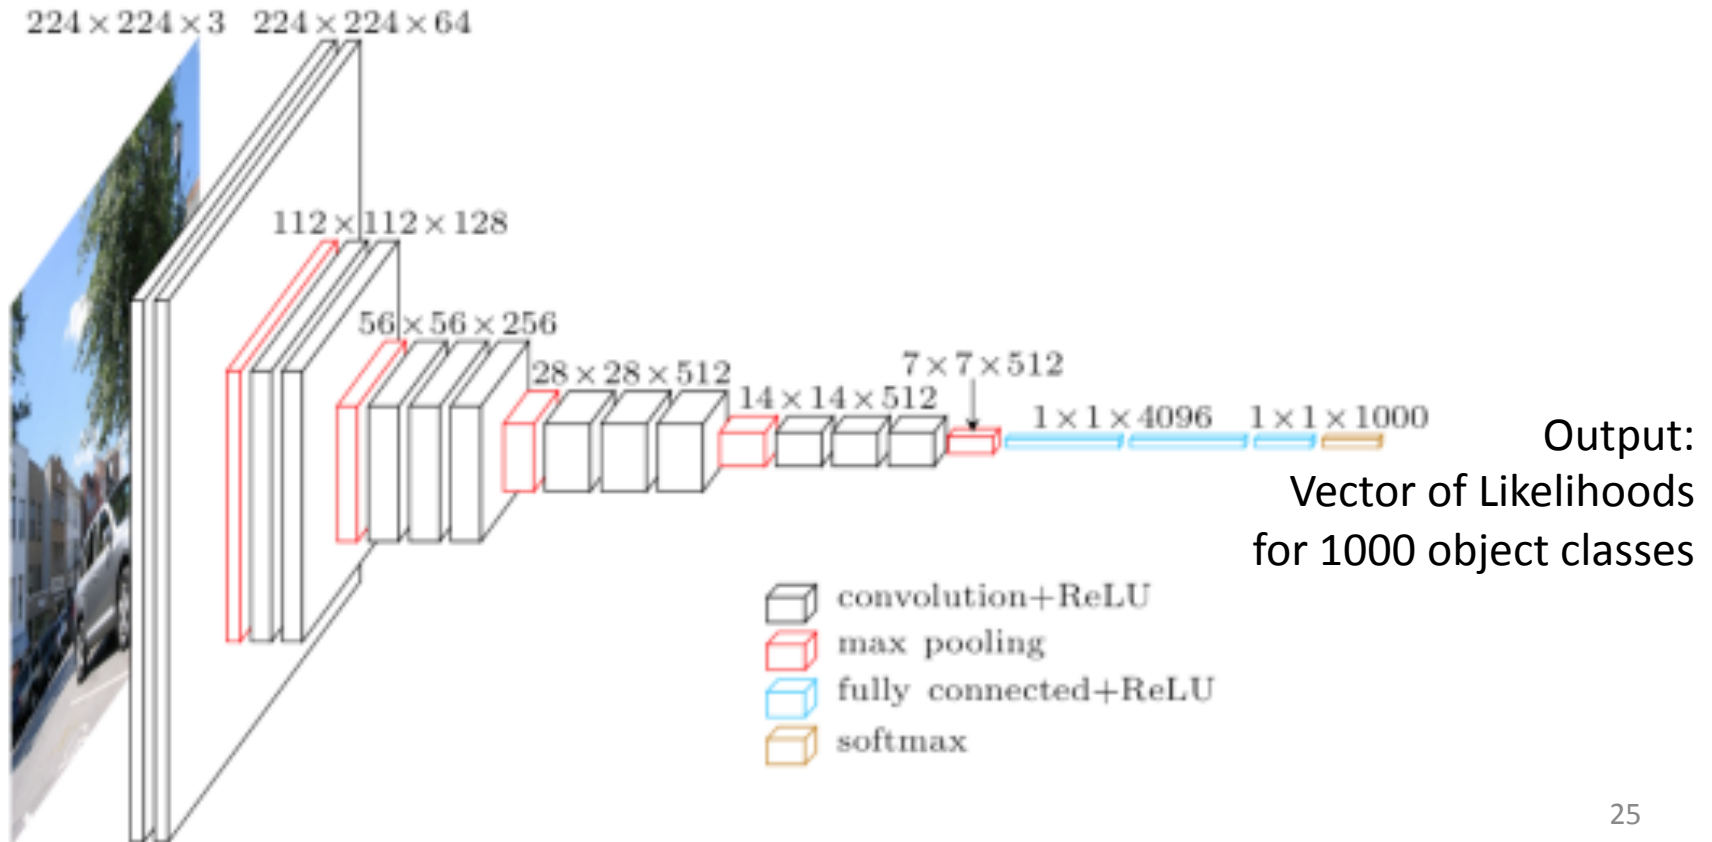 224 × 224 × 3
224 × 224 × 64
112 × 112 × 128
56 × 56 × 256
28 × 28 × 512
14 × 14 × 512
7 × 7 × 512
1 × 1 × 4096
1 × 1 × 1000
Output:
Vector of Likelihoods
for 1000 object classes
convolution+ReLU
max pooling
fully connected+ReLU
softmax
25